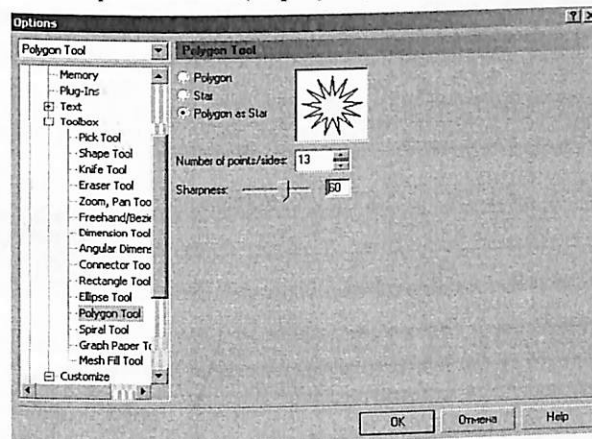 Options
Polygon Tool
Memory
Plug-Ins
Text
Toolbox
Pick Tool
Shape Tool
Knife Tool
Eraser Tool
Zoom, Pan Too
Freehand/Bezie
Dimension Tool
Angular Dimens
Connector Too
Rectangle Tool
Ellipse Tool
Polygon Tool
Spiral Tool
Graph Paper To
Mesh Fill Tool
Customize
Polygon Tool
Polygon
Star
Polygon as Star
Number of points/sides: 13
Sharpness: 60
OK Отмена Help